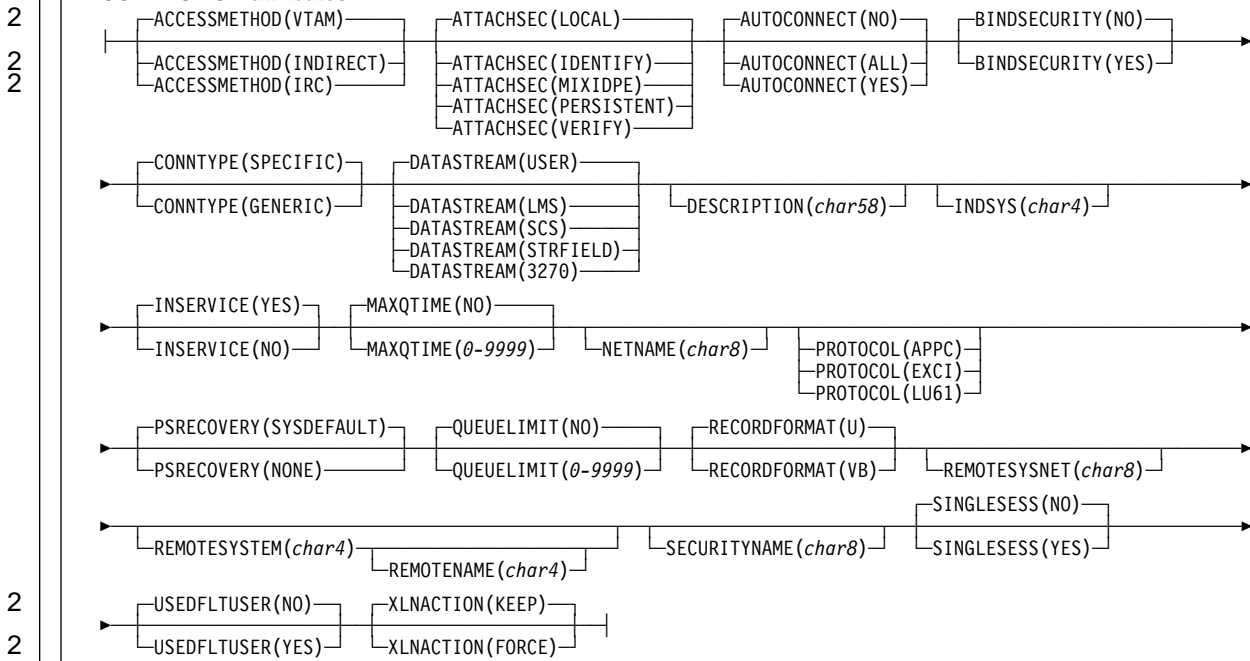 2 ACCESSMETHOD(VTAM) ATTACHSEC(LOCAL) AUTOCONNECT(NO) BINDSECURITY(NO)
2 ACCESSMETHOD(INDIRECT) ATTACHSEC(IDENTIFY) AUTOCONNECT(ALL) BINDSECURITY(YES)
2 ACCESSMETHOD(IRC) ATTACHSEC(MIXIDPE) AUTOCONNECT(YES)
ATTACHSEC(PERSISTENT)
ATTACHSEC(VERIFY)
CONNTYPE(SPECIFIC) DATASTREAM(USER)
CONNTYPE(GENERIC) DATASTREAM(LMS) DESCRIPTION(char58) INDSYS(char4)
DATASTREAM(SCS)
DATASTREAM(STRFIELD)
DATASTREAM(3270)
INSERVICE(YES) MAXQTIME(NO)
INSERVICE(NO) MAXQTIME(0-9999) NETNAME(char8) PROTOCOL(APPC)
PROTOCOL(EXCI)
PROTOCOL(LU61)
PSRECOVERY(SYSDEFAULT) QUEUELIMIT(NO) RECORDFORMAT(U)
PSRECOVERY(NONE) QUEUELIMIT(0-9999) RECORDFORMAT(VB) REMOTESYSNET(char8)
SINGLESESS(NO)
REMOTESYSTEM(char4) SECURITYNAME(char8) SINGLESESS(YES)
REMOTENAME(char4)
2 USEDFLTUSER(NO) XLNACTION(KEEP)
2 USEDFLTUSER(YES) XLNACTION(FORCE)